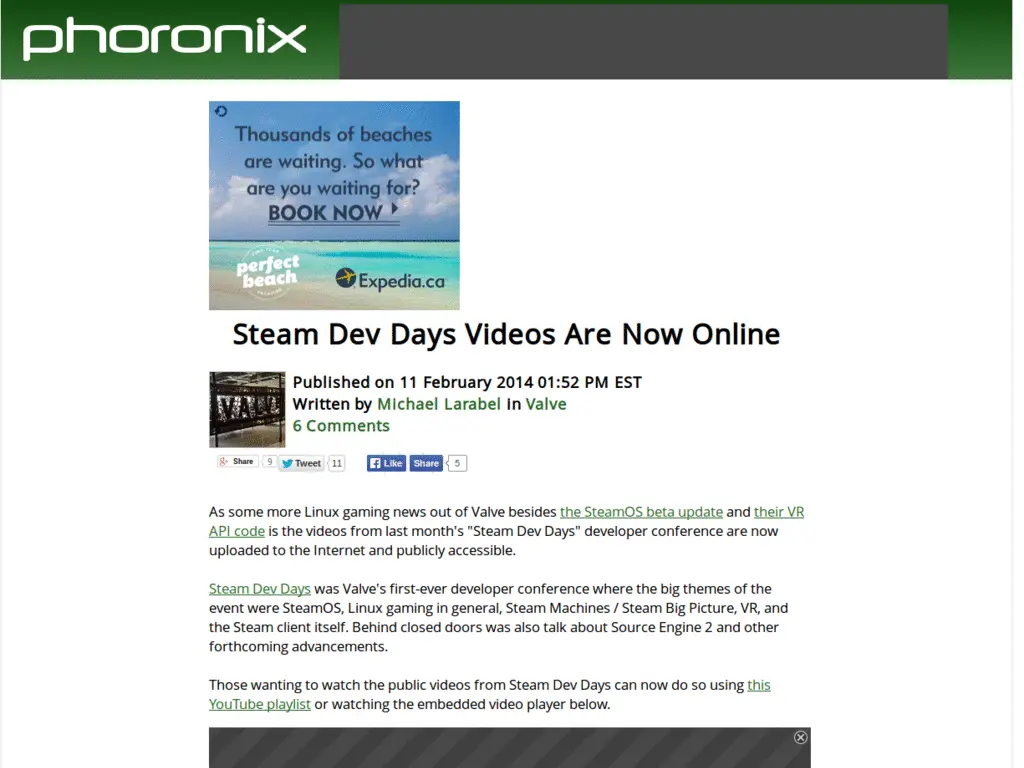 phoronix
Thousands of beaches
are waiting. So what
are you waiting for?
BOOK NOW
perfect
beach
Expedia.ca
Steam Dev Days Videos Are Now Online
Published on 11 February 2014 01:52 PM EST
Written by Michael Larabel in Valve
6 Comments
VALV
Share 9 Tweet 11 Like Share 5
As some more Linux gaming news out of Valve besides the SteamOS beta update and their VR
API code is the videos from last month's "Steam Dev Days" developer conference are now
uploaded to the Internet and publicly accessible.
Steam Dev Days was Valve's first-ever developer conference where the big themes of the
event were SteamOS, Linux gaming in general, Steam Machines / Steam Big Picture, VR, and
the Steam client itself. Behind closed doors was also talk about Source Engine 2 and other
forthcoming advancements.
Those wanting to watch the public videos from Steam Dev Days can now do so using this
YouTube playlist or watching the embedded video player below.